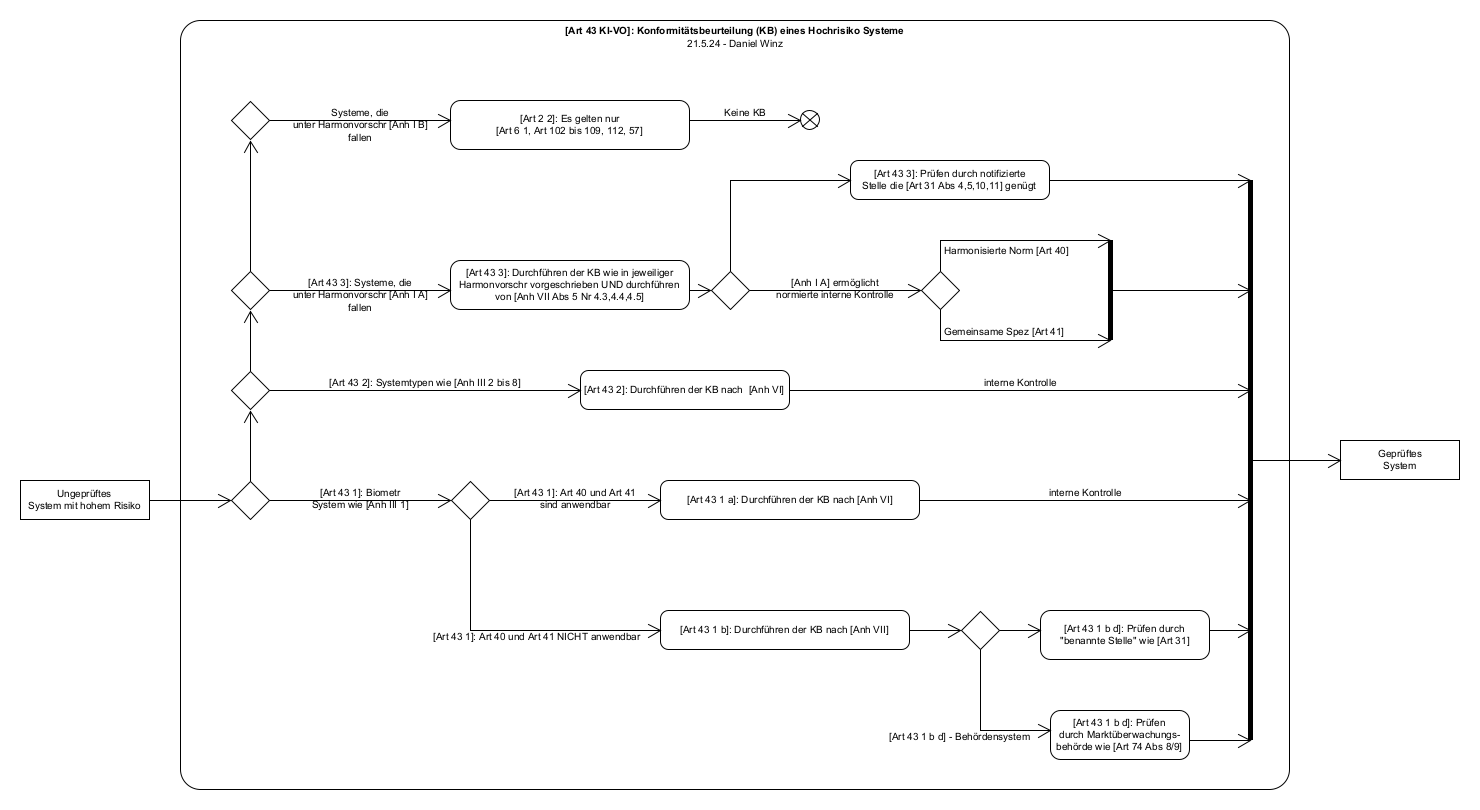 [Art 43 KI-VO]: Konformitätsbeurteilung (KB) eines Hochrisiko Systeme
21.5.24 - Daniel Winz
Systeme, die
unter Harmonvorschr [Anh I B]
fallen
[Art 2 2]: Es gelten nur
[Art 6 1, Art 102 bis 109, 112, 57]
Keine KB
[Art 43 3]: Prüfen durch notifizierte
Stelle die [Art 31 Abs 4,5,10,11] genügt
[Art 43 3]: Systeme, die
unter Harmonvorschr [Anh I A]
fallen
[Art 43 3]: Durchführen der KB wie in jeweiliger
Harmonvorschr vorgeschrieben UND durchführen
von [Anh VII Abs 5 Nr 4.3,4.4,4.5]
[Anh I A] ermöglicht
normierte interne Kontrolle
Harmonisierte Norm [Art 40]
Gemeinsame Spez [Art 41]
[Art 43 2]: Systemtypen wie [Anh III 2 bis 8]
[Art 43 2]: Durchführen der KB nach [Anh VI]
interne Kontrolle
Ungeprüftes
System mit hohem Risiko
[Art 43 1]: Biometr
System wie [Anh III 1]
[Art 43 1]: Art 40 und Art 41
sind anwendbar
[Art 43 1 a]: Durchführen der KB nach [Anh VI]
interne Kontrolle
Geprüftes
System
[Art 43 1]: Art 40 und Art 41 NICHT anwendbar
[Art 43 1 b]: Durchführen der KB nach [Anh VII]
[Art 43 1 b d]: Prüfen durch
"benannte Stelle" wie [Art 31]
[Art 43 1 b d] - Behördensystem
[Art 43 1 b d]: Prüfen
durch Marktüberwachungs-
behörde wie [Art 74 Abs 8/9]